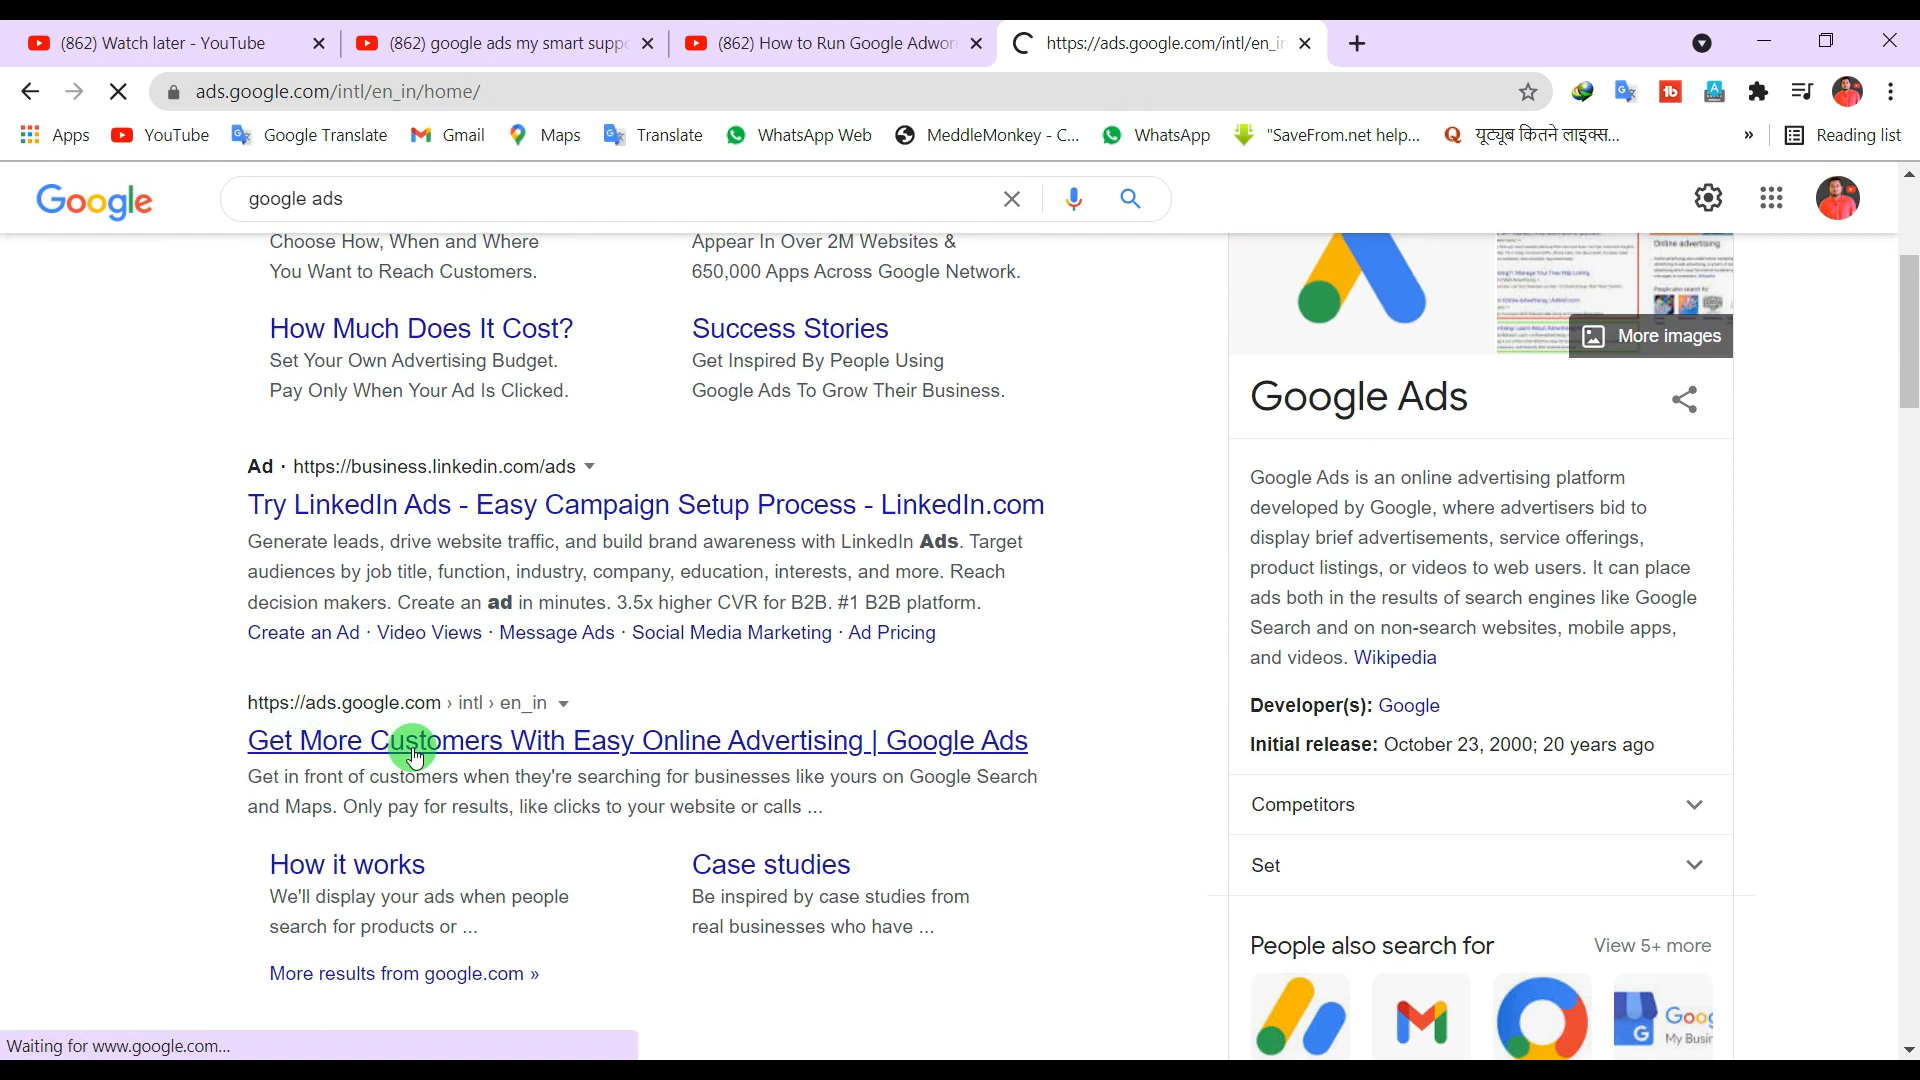 (862) Watch later - YouTube
(862) google ads my smart supp
(862) How to Run Google Adwor
https://ads.google.com/intl/en_i
ads.google.com/intl/en_in/home/
Apps
YouTube
Google Translate
Gmail
Maps
Translate
WhatsApp Web
MeddleMonkey - C...
WhatsApp
"SaveFrom.net help...
यूट्यूब कितने लाइक्स...
»
Reading list
Google
google ads
Choose How, When and Where
You Want to Reach Customers.
Appear In Over 2M Websites &
650,000 Apps Across Google Network.
How Much Does It Cost?
Set Your Own Advertising Budget.
Pay Only When Your Ad Is Clicked.
Success Stories
Get Inspired By People Using
Google Ads To Grow Their Business.
Ad · https://business.linkedin.com/ads
Try LinkedIn Ads - Easy Campaign Setup Process - LinkedIn.com
Generate leads, drive website traffic, and build brand awareness with LinkedIn Ads. Target
audiences by job title, function, industry, company, education, interests, and more. Reach
decision makers. Create an ad in minutes. 3.5x higher CVR for B2B. #1 B2B platform.
Create an Ad · Video Views · Message Ads · Social Media Marketing · Ad Pricing
https://ads.google.com › intl › en_in
Get More Customers With Easy Online Advertising | Google Ads
Get in front of customers when they're searching for businesses like yours on Google Search
and Maps. Only pay for results, like clicks to your website or calls ...
How it works
We'll display your ads when people
search for products or ...
Case studies
Be inspired by case studies from
real businesses who have ...
More results from google.com »
Waiting for www.google.com...
Online advertising
More images
Google Ads
Google Ads is an online advertising platform
developed by Google, where advertisers bid to
display brief advertisements, service offerings,
product listings, or videos to web users. It can place
ads both in the results of search engines like Google
Search and on non-search websites, mobile apps,
and videos. Wikipedia
Developer(s): Google
Initial release: October 23, 2000; 20 years ago
Competitors
Set
People also search for
View 5+ more
Goog
My Busin